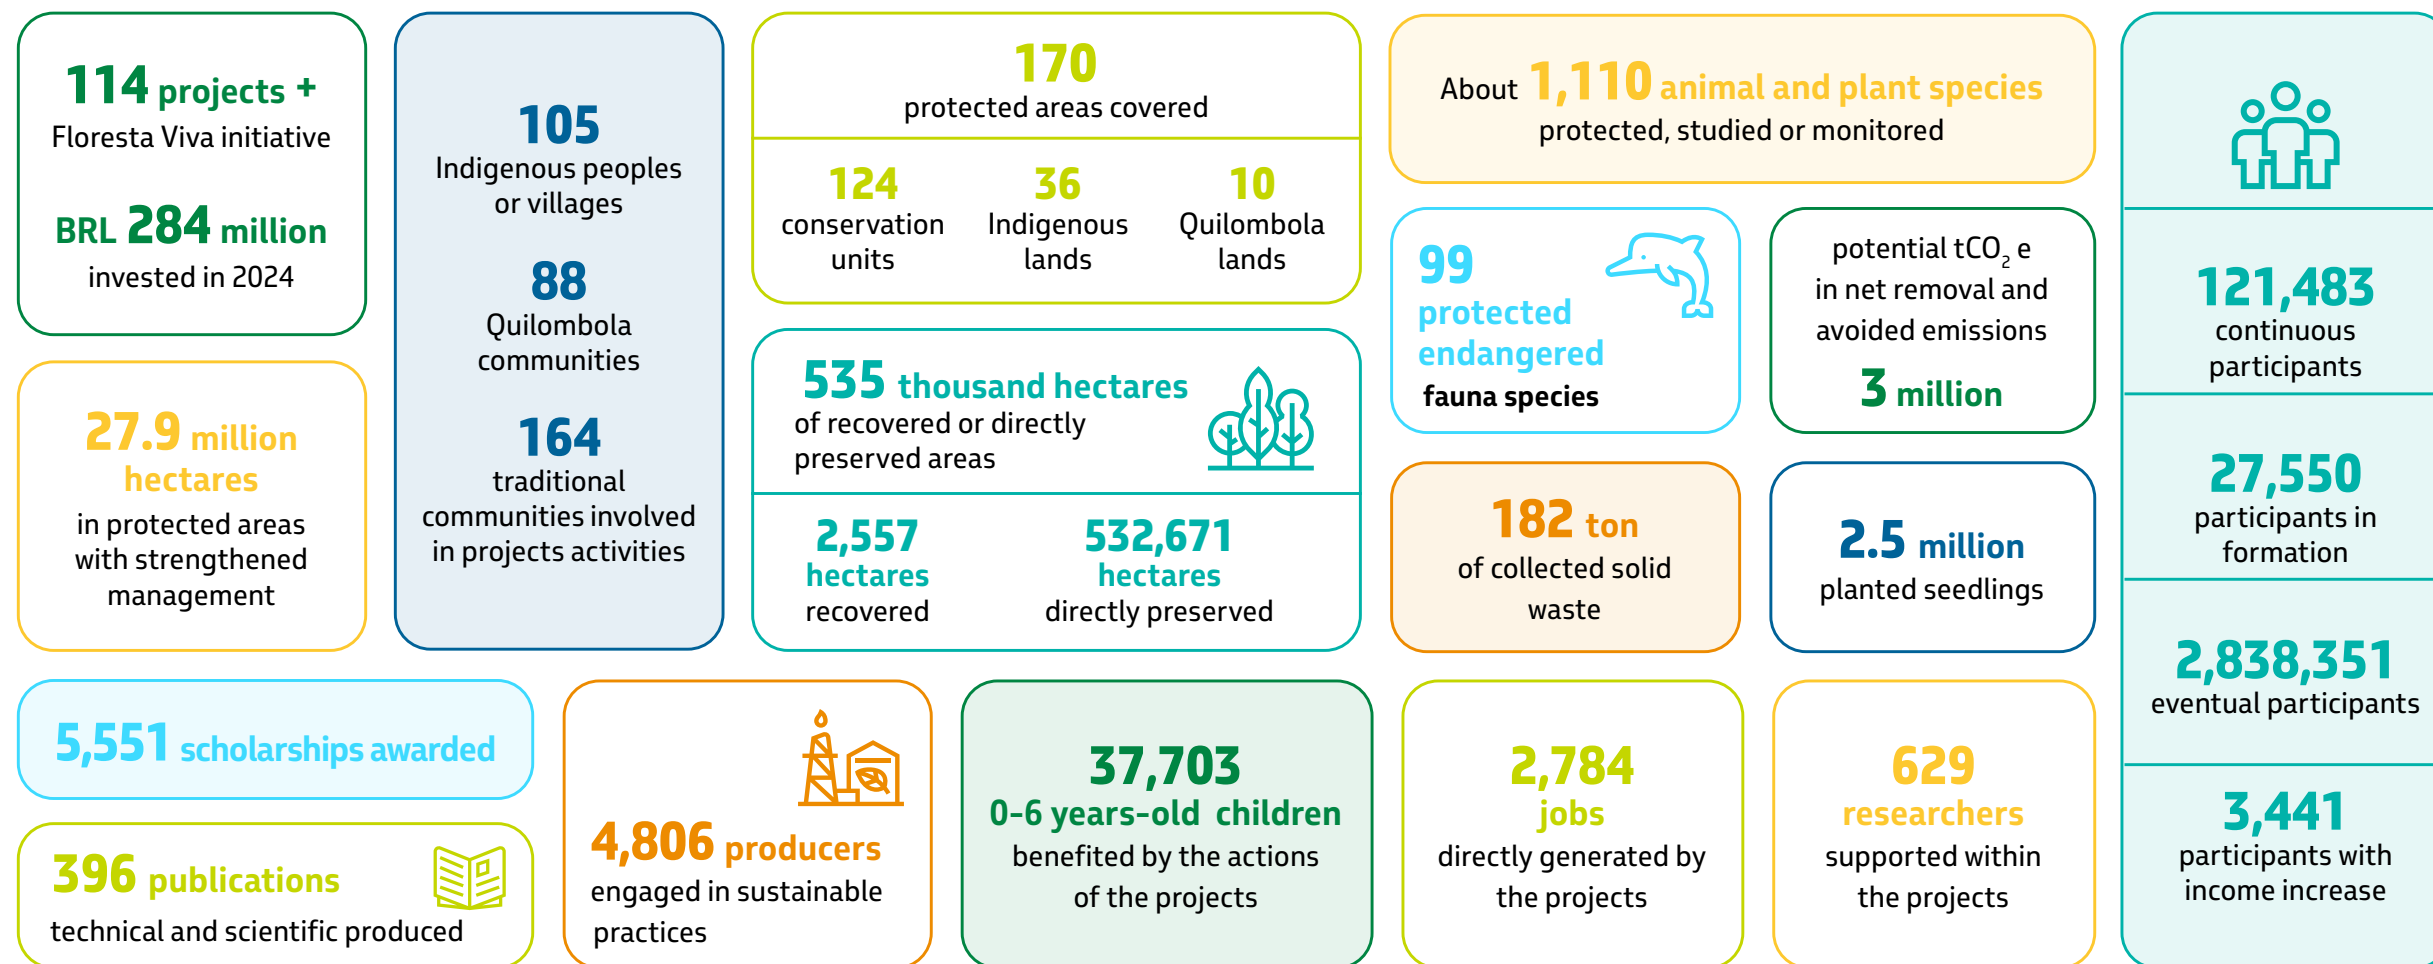 114 projects +
Floresta Viva initiative
BRL 284 million
invested in 2024
27.9 million
hectares
in protected areas
with strengthened
management
105
Indigenous peoples
or villages
88
Quilombola
communities
164
traditional
communities involved
in projects activities
170
protected areas covered
124
conservation
units
36
Indigenous
lands
10
Quilombola
lands
535 thousand hectares
of recovered or directly
preserved areas
2,557
hectares
recovered
532,671
hectares
directly preserved
About 1,110 animal and plant species
protected, studied or monitored
99
protected
endangered
fauna species
potential tCO₂ e
in net removal and
avoided emissions
3 million
182 ton
of collected solid
waste
2.5 million
planted seedlings
121,483
continuous
participants
27,550
participants in
formation
2,838,351
eventual participants
3,441
participants with
income increase
5,551 scholarships awarded
396 publications
technical and scientific produced
4,806 producers
engaged in sustainable
practices
37,703
0-6 years-old children
benefited by the actions
of the projects
2,784
jobs
directly generated by
the projects
629
researchers
supported within
the projects